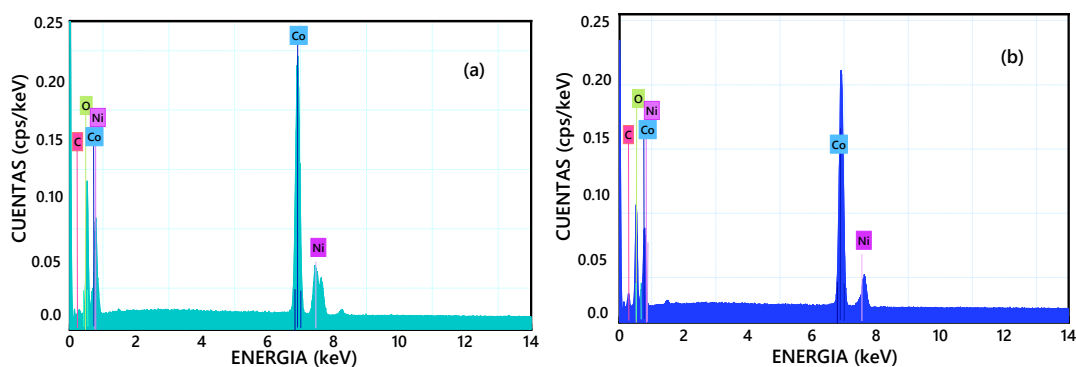 0.25
0.20
0.15
0.10
0.05
0.0
CUENTAS (cps/keV)
(a)
Co
O
Ni
C
Co
Ni
0 2 4 6 8 10 12 14
ENERGIA (keV)
0.25
0.20
0.15
0.10
0.05
0.0
CUENTAS (cps/keV)
(b)
O
Ni
C
Co
Co
Ni
0 2 4 6 8 10 12 14
ENERGIA (keV)